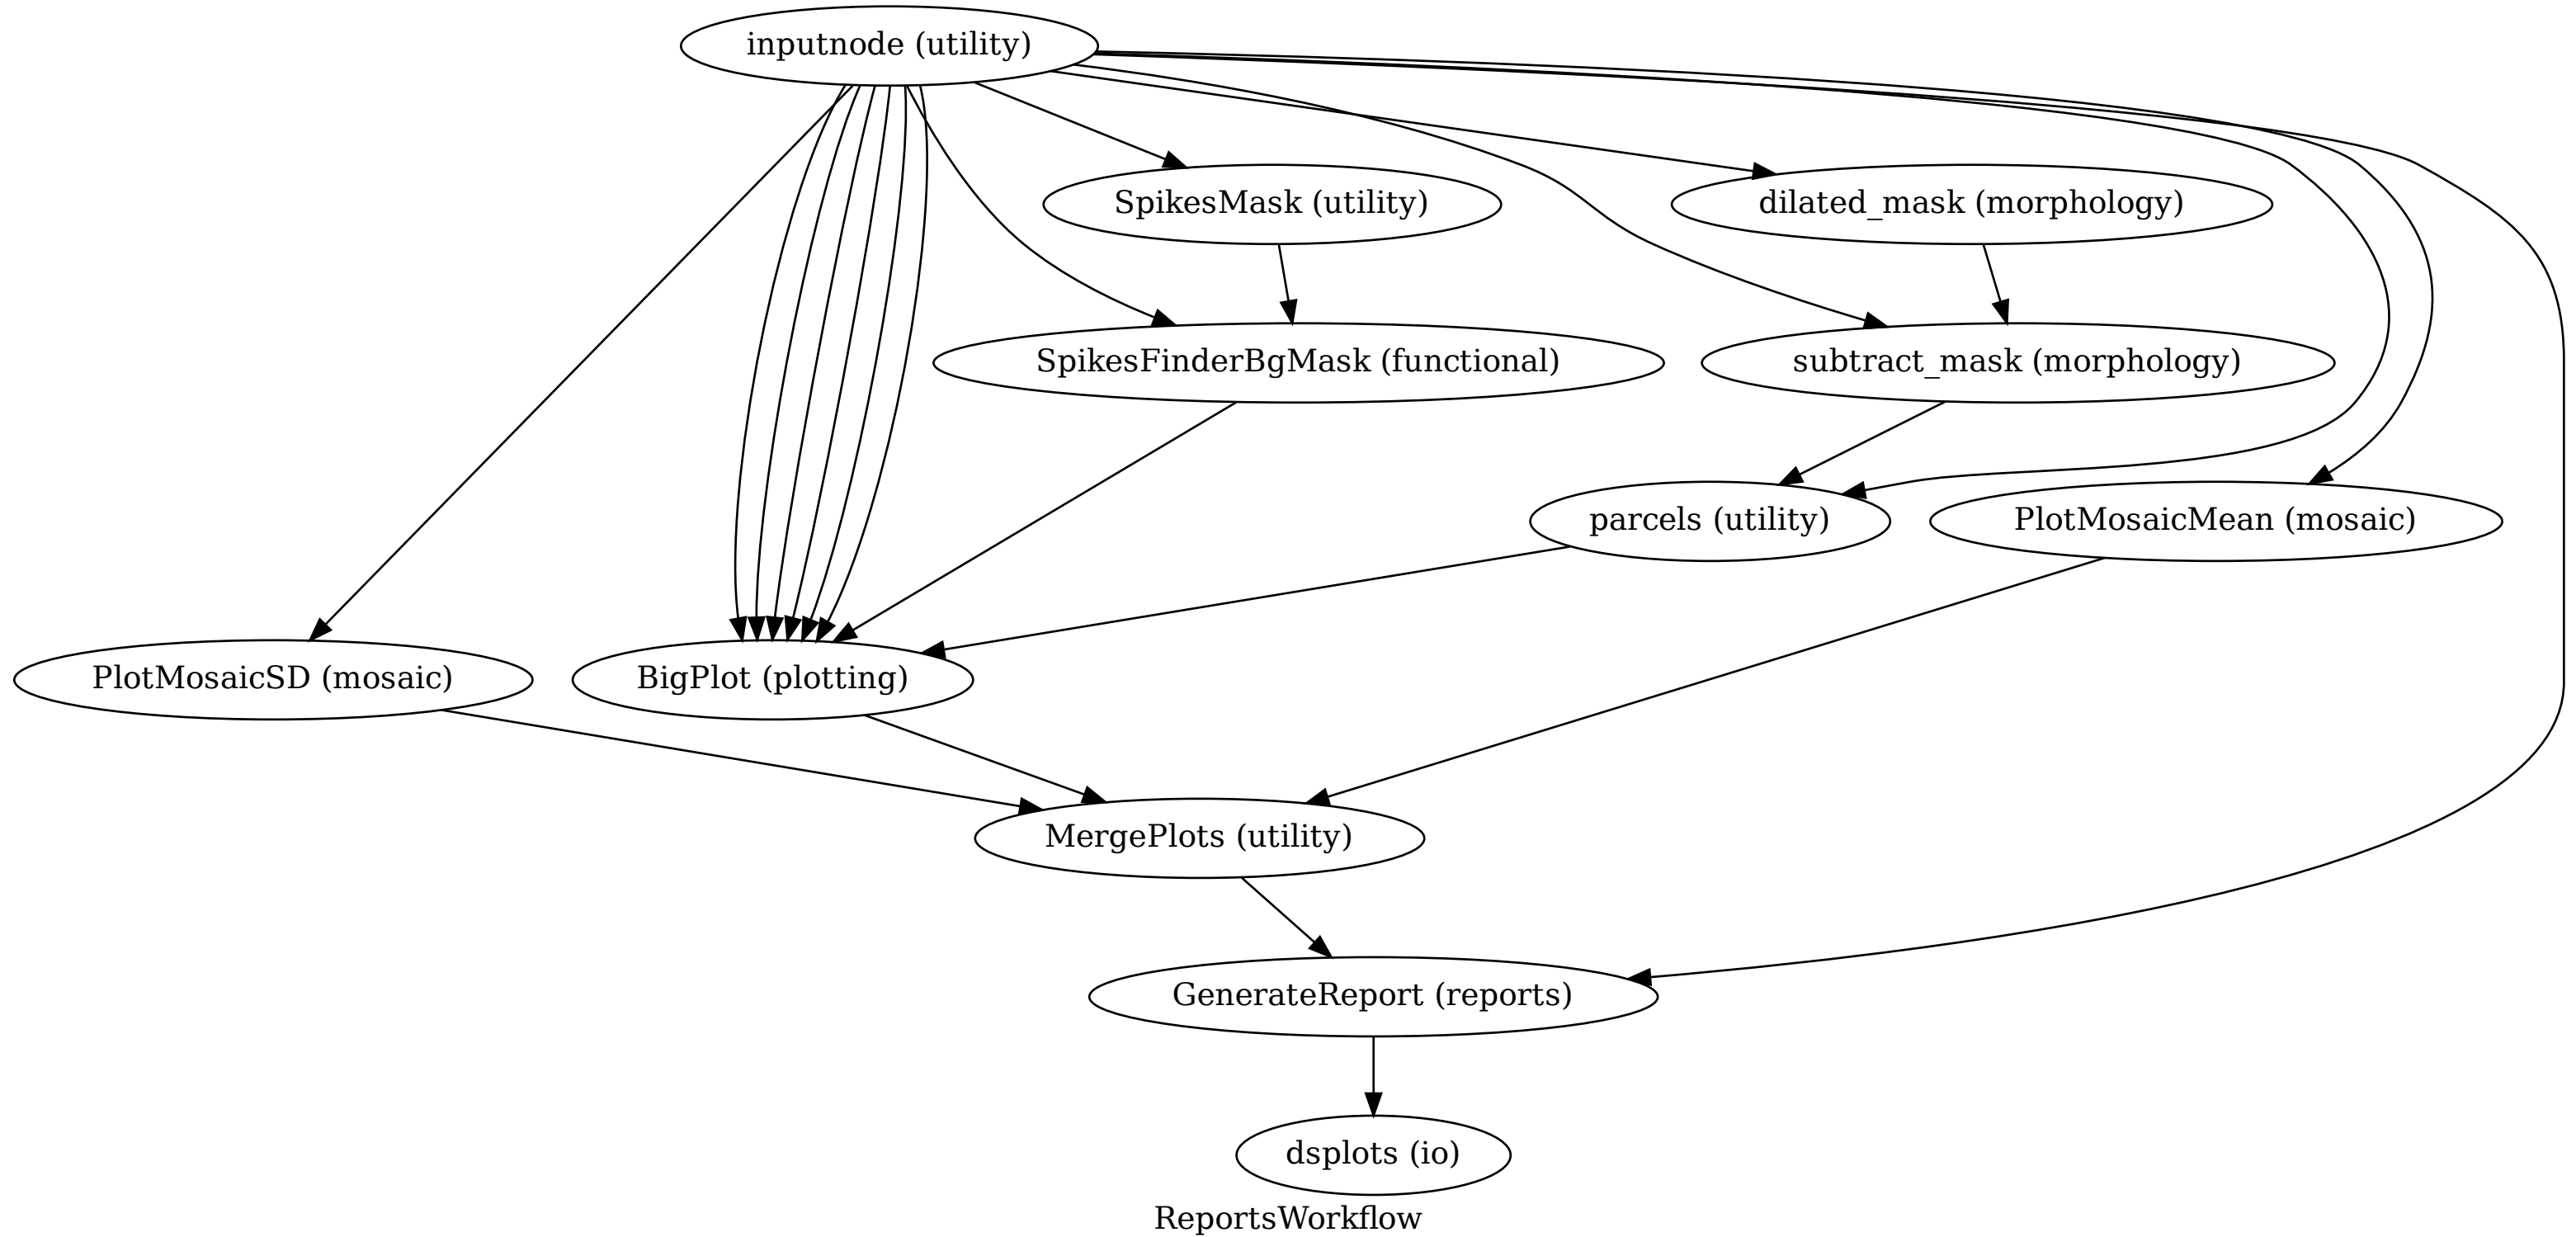 inputnode (utility)
SpikesMask (utility)
dilated_mask (morphology)
SpikesFinderBgMask (functional)
subtract_mask (morphology)
parcels (utility)
PlotMosaicMean (mosaic)
PlotMosaicSD (mosaic)
BigPlot (plotting)
MergePlots (utility)
GenerateReport (reports)
dsplots (io)
ReportsWorkflow